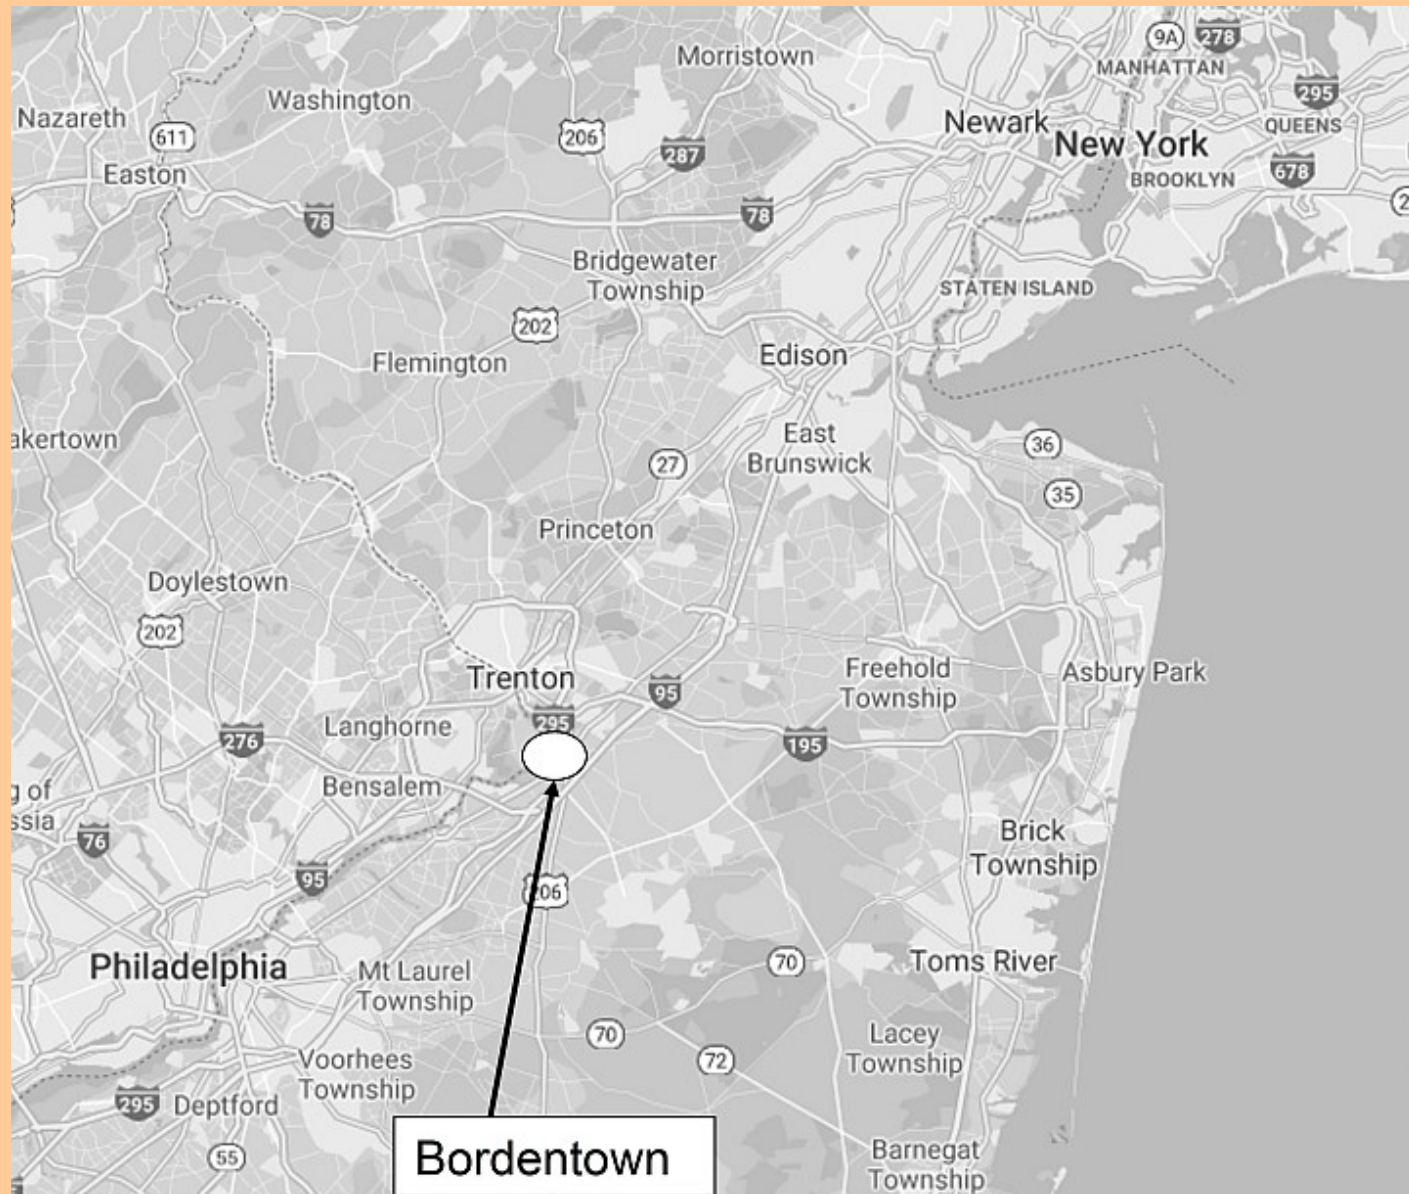 9A
278
Morristown
MANHATTAN
Washington
295
Nazareth
Newark
QUEENS
611
206
New York
287
Easton
BROOKLYN
678
78
78
2
Bridgewater
Township
STATEN ISLAND
202
Edison
Flemington
akertown
East
Brunswick
36
27
35
Princeton
Doylestown
202
Trenton
Freehold
Township
Asbury Park
95
295
Langhorne
276
195
Bensalem
g of
ssia
76
Brick
Township
95
206
Philadelphia
70
Toms River
Mt Laurel
Township
70
Lacey
Township
72
Voorhees
Township
295
Deptford
55
Bordentown
Barnegat
Township